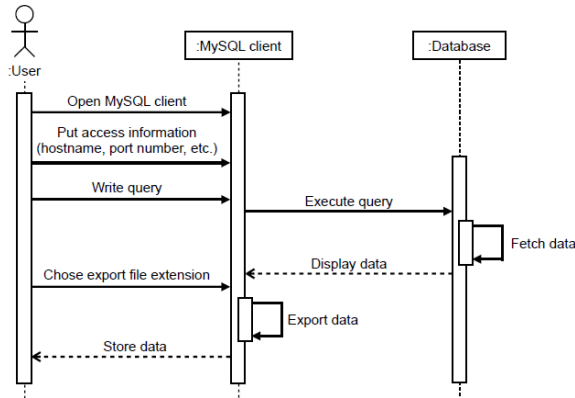 :User
:MySQL client
:Database
Open MySQL client
Put access information
(hostname, port number, etc.)
Write query
Execute query
Fetch data
Display data
Chose export file extension
Export data
Store data